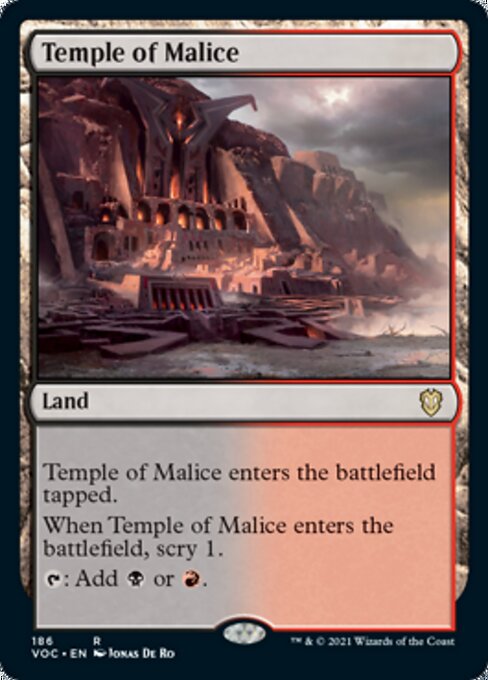 Temple of Malice
Land
Temple of Malice enters the battlefield
tapped.
When Temple of Malice enters the
battlefield, scry 1.
: Add or .
186 R
VOC • EN Jonas De Ro
™ & © 2021 Wizards of the Coast